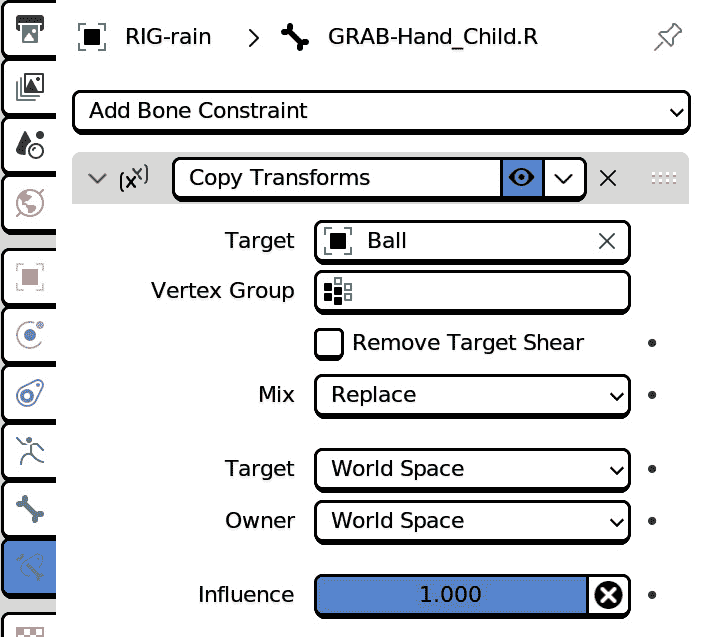 RIG-rain > GRAB-Hand_Child.R
Add Bone Constraint
Copy Transforms
Target Ball
Vertex Group
Remove Target Shear
Mix Replace
Target World Space
Owner World Space
Influence 1.000